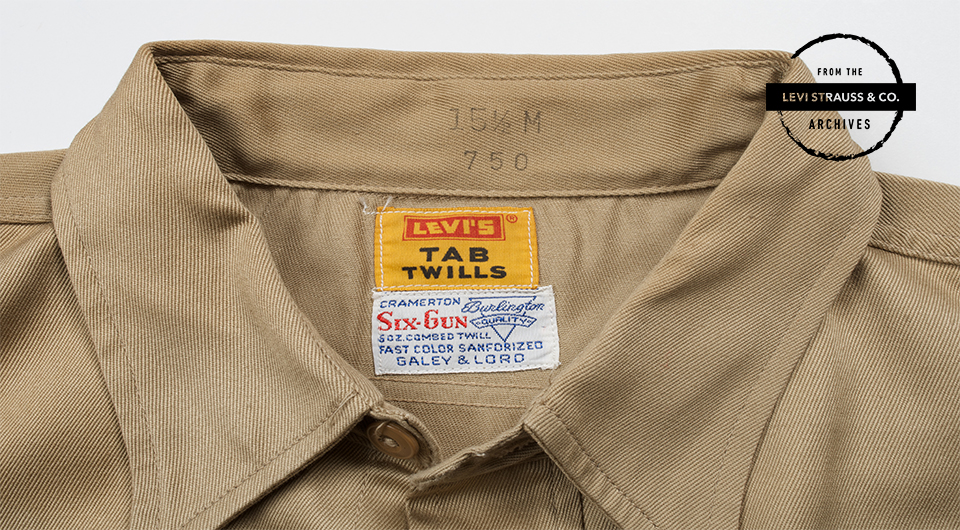 FROM THE
LEVI STRAUSS & CO.
ARCHIVES
15½ M
750
LEVI'S®
TAB
TWILLS
CRAMERTON
Burlington
SIX-GUN
"QUALITY"
5 OZ. COMBED TWILL
FAST COLOR SANFORIZED
GALEY & LORD